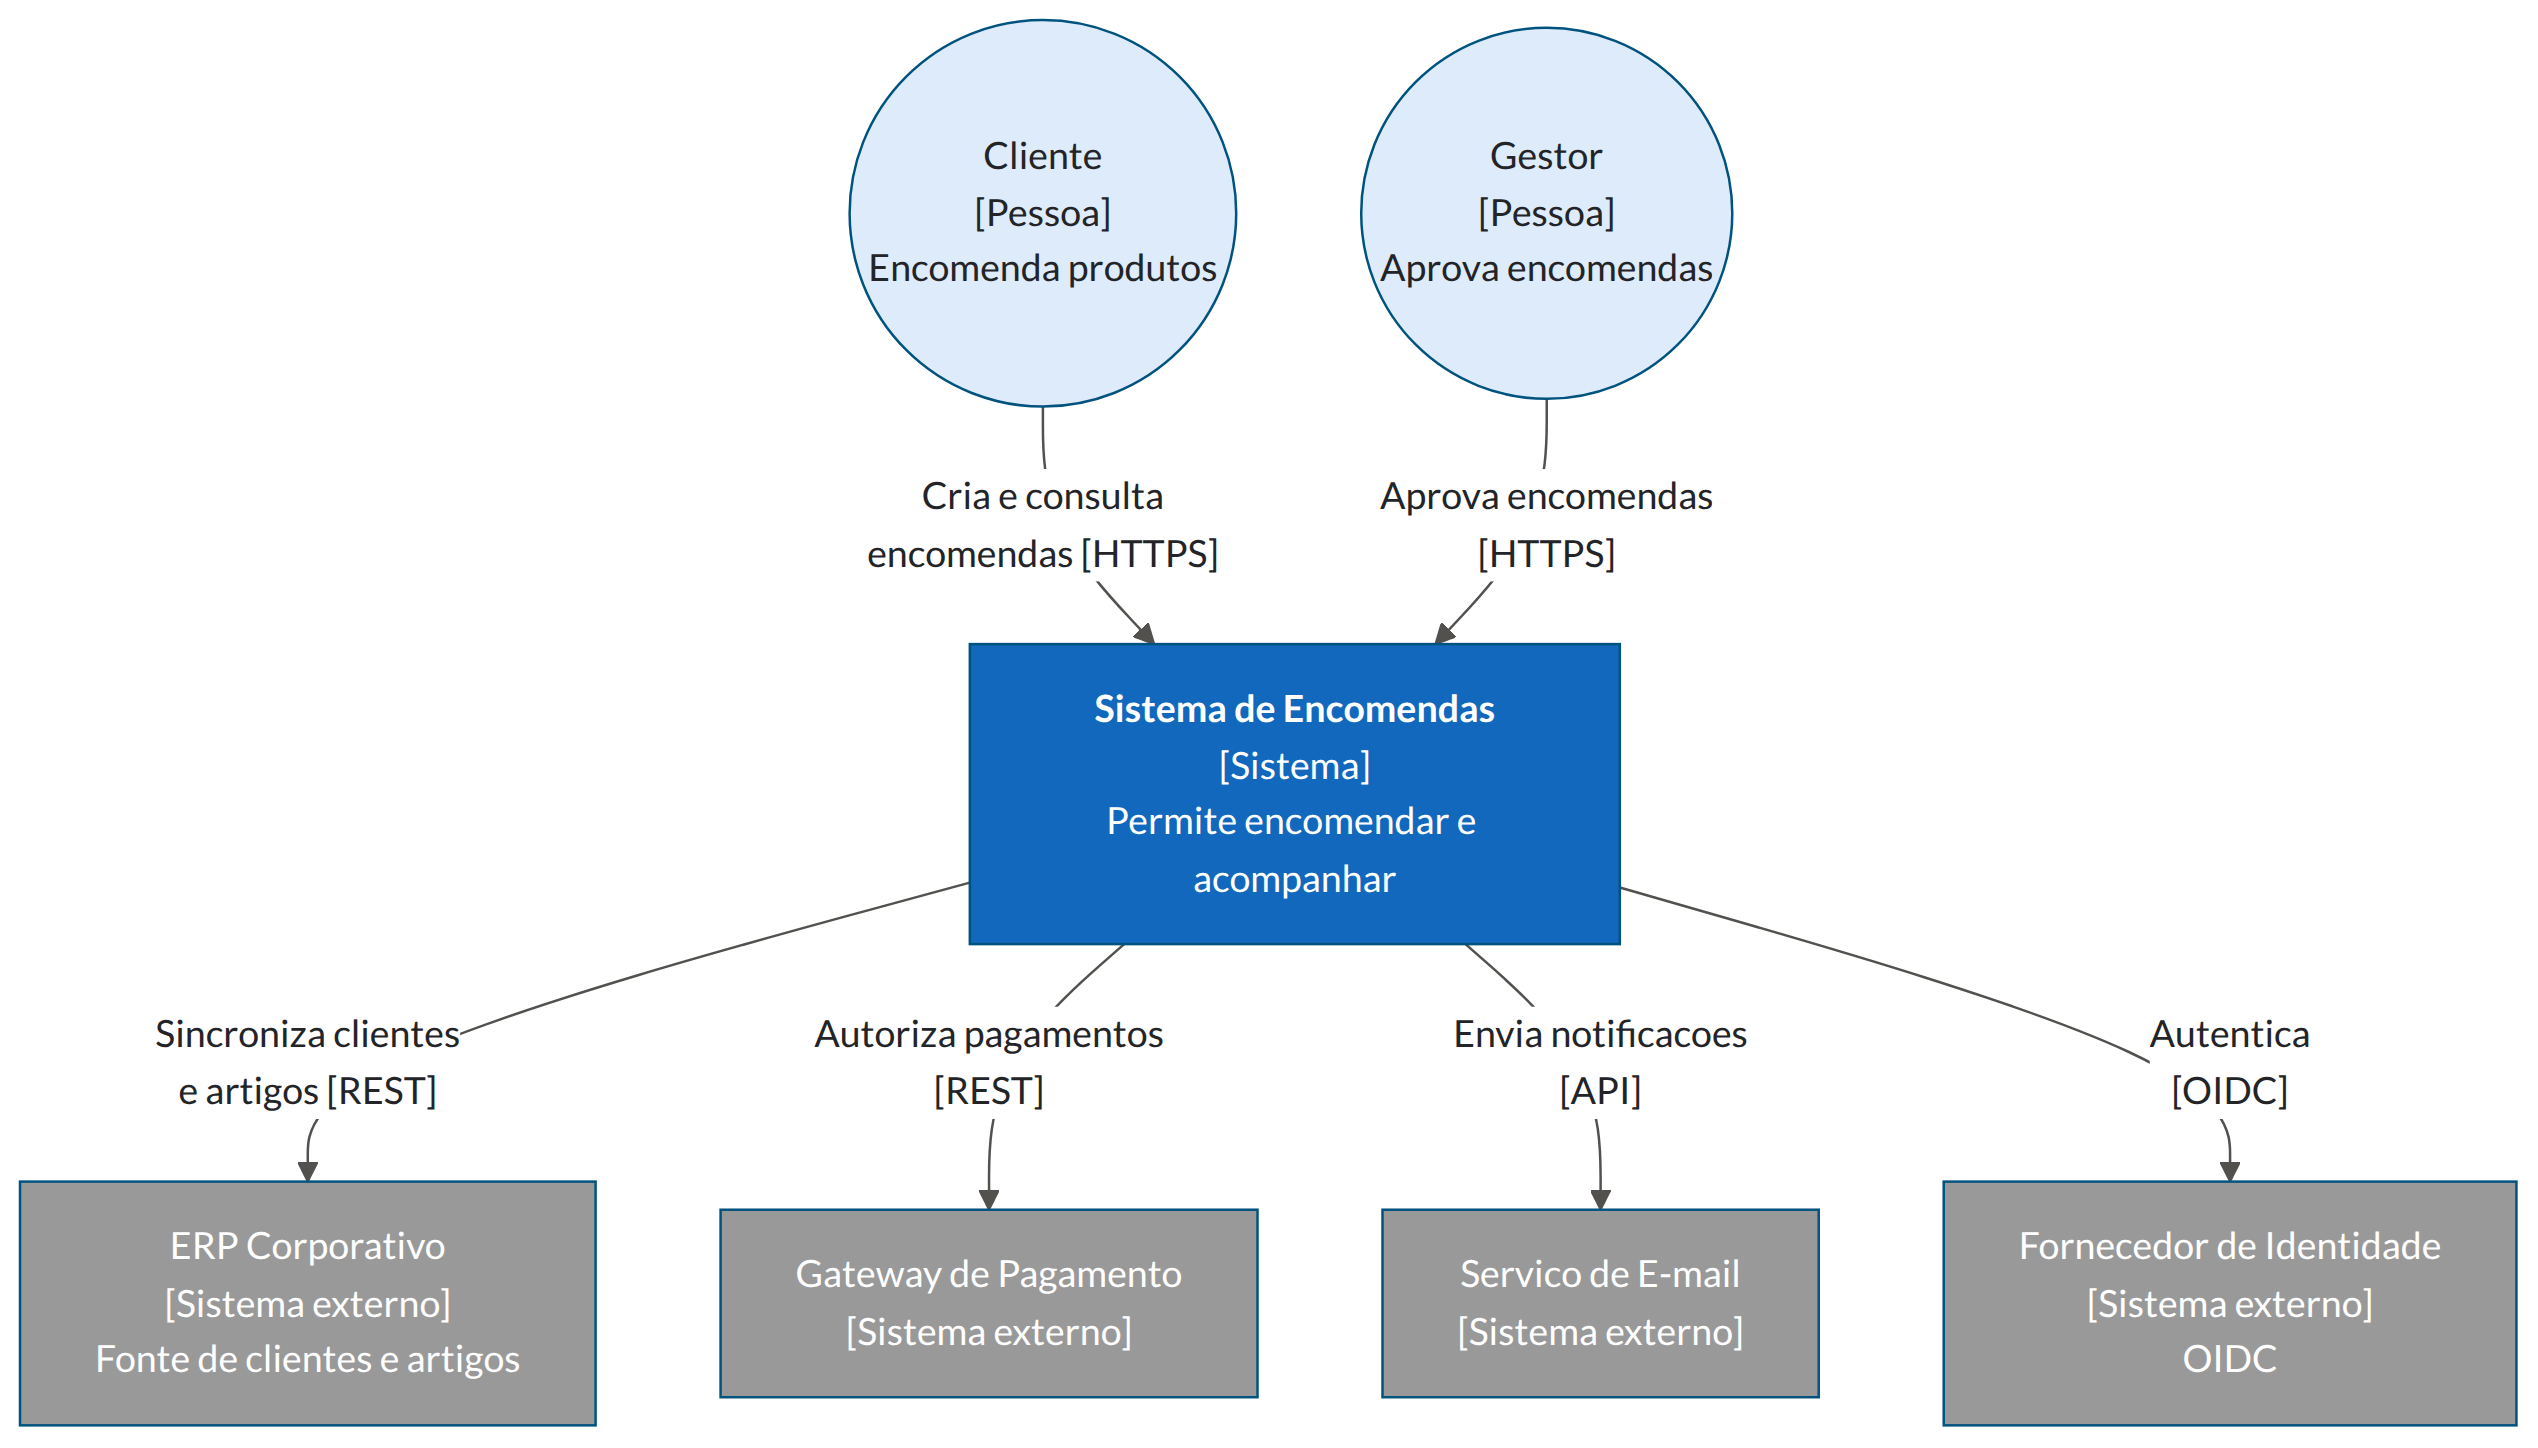 Cliente
[Pessoa]
Encomenda produtos
Gestor
[Pessoa]
Aprova encomendas
Cria e consulta
encomendas [HTTPS]
Aprova encomendas
[HTTPS]
Sistema de Encomendas
[Sistema]
Permite encomendar e
acompanhar
Sincroniza clientes
e artigos [REST]
Autoriza pagamentos
[REST]
Envia notificacoes
[API]
Autentica
[OIDC]
ERP Corporativo
[Sistema externo]
Fonte de clientes e artigos
Gateway de Pagamento
[Sistema externo]
Servico de E-mail
[Sistema externo]
Fornecedor de Identidade
[Sistema externo]
OIDC